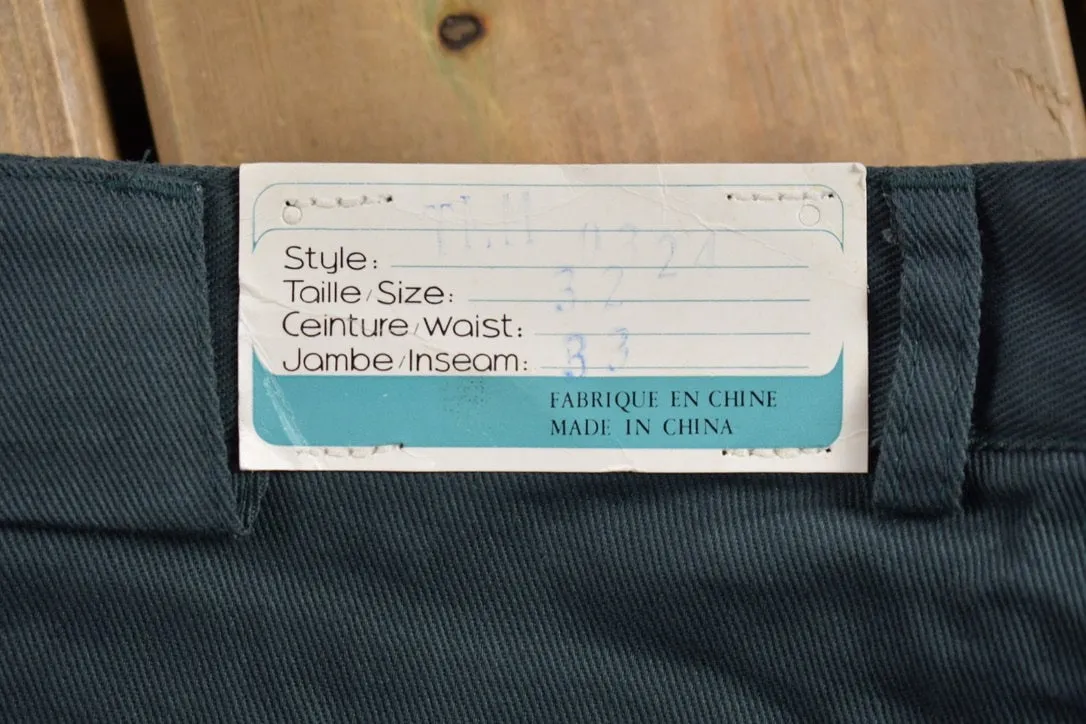 Style:
Taille/Size: 32
Ceinture/Waist:
Jambe/Inseam: 33
FABRIQUE EN CHINE
MADE IN CHINA